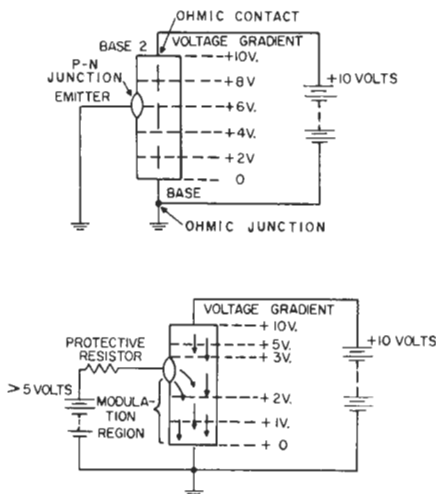 OHMIC CONTACT
BASE 2
VOLTAGE GRADIENT
+10V.
P-N
JUNCTION
+8V
+10 VOLTS
EMITTER
+6V.
+4V.
+2V
0
BASE
OHMIC JUNCTION
VOLTAGE GRADIENT
+ 10V.
PROTECTIVE
RESISTOR
+5V.
+3V.
+10 VOLTS
> 5 VOLTS
MODULA-
TION
REGION
+2V.
+1V.
+ 0